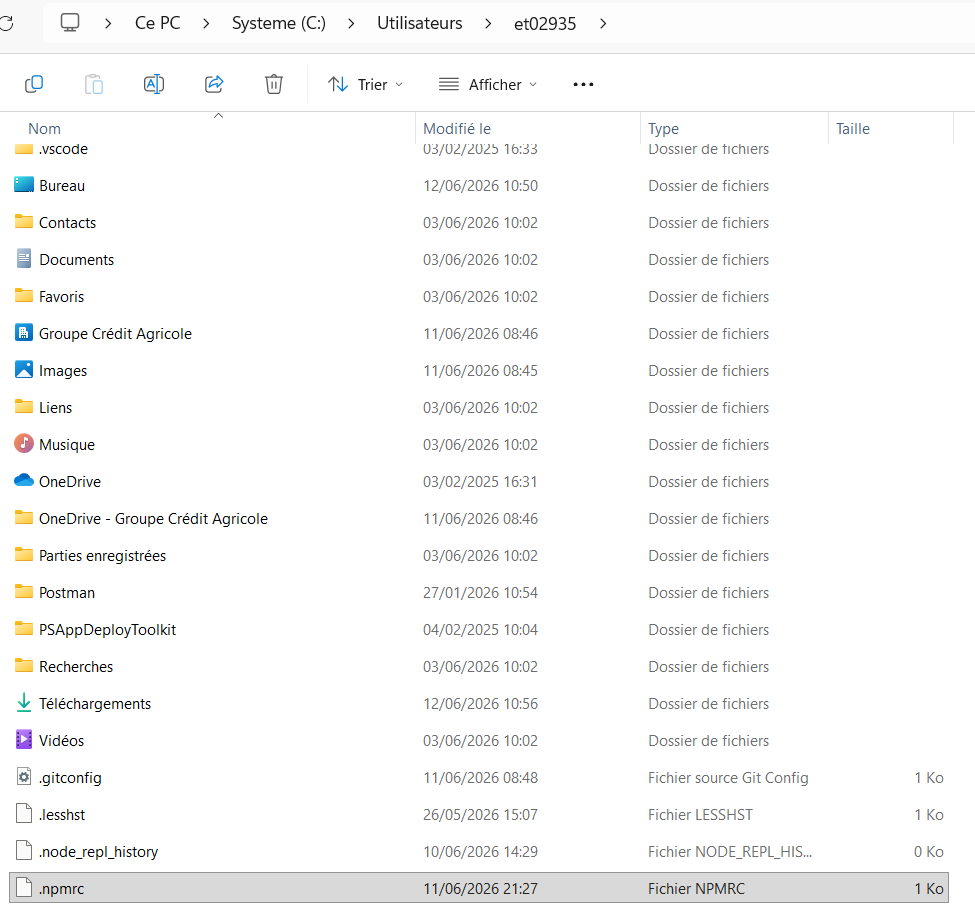 Ce PC > Systeme (C:) > Utilisateurs > et02935 >
Trier Afficher
Nom Modifié le Type Taille
.vscode 03/02/2025 16:33 Dossier de fichiers
Bureau 12/06/2026 10:50 Dossier de fichiers
Contacts 03/06/2026 10:02 Dossier de fichiers
Documents 03/06/2026 10:02 Dossier de fichiers
Favoris 03/06/2026 10:02 Dossier de fichiers
Groupe Crédit Agricole 11/06/2026 08:46 Dossier de fichiers
Images 11/06/2026 08:45 Dossier de fichiers
Liens 03/06/2026 10:02 Dossier de fichiers
Musique 03/06/2026 10:02 Dossier de fichiers
OneDrive 03/02/2025 16:31 Dossier de fichiers
OneDrive - Groupe Crédit Agricole 11/06/2026 08:46 Dossier de fichiers
Parties enregistrées 03/06/2026 10:02 Dossier de fichiers
Postman 27/01/2026 10:54 Dossier de fichiers
PSAppDeployToolkit 04/02/2025 10:04 Dossier de fichiers
Recherches 03/06/2026 10:02 Dossier de fichiers
Téléchargements 12/06/2026 10:56 Dossier de fichiers
Vidéos 03/06/2026 10:02 Dossier de fichiers
.gitconfig 11/06/2026 08:48 Fichier source Git Config 1 Ko
.lesshst 26/05/2026 15:07 Fichier LESSHST 1 Ko
.node_repl_history 10/06/2026 14:29 Fichier NODE_REPL_HIS... 0 Ko
.npmrc 11/06/2026 21:27 Fichier NPMRC 1 Ko